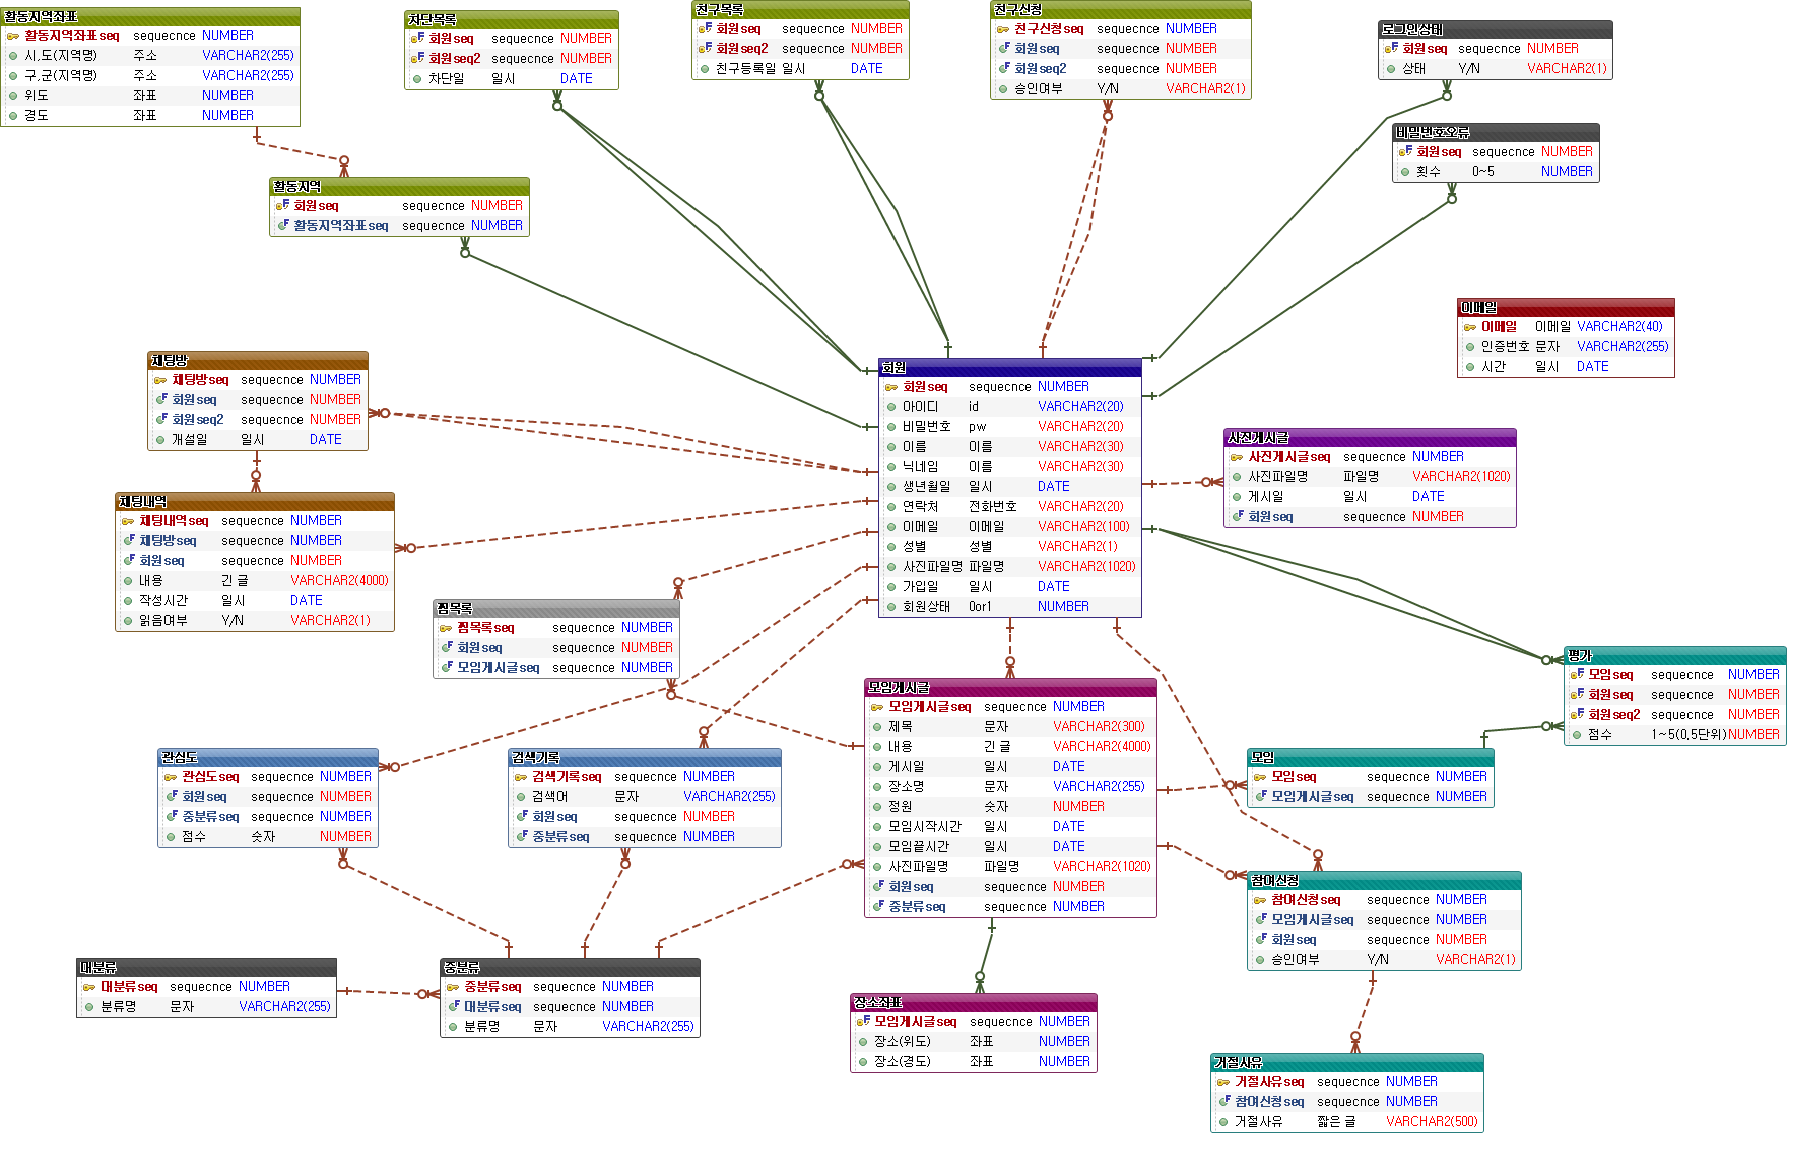 활동지역좌표
활동지역좌표seq sequecnce NUMBER
시,도(지역명) 주소 VARCHAR2(255)
구,군(지역명) 주소 VARCHAR2(255)
위도 좌표 NUMBER
경도 좌표 NUMBER
차단목록
회원seq sequecnce NUMBER
회원seq2 sequecnce NUMBER
차단일 일시 DATE
친구목록
회원seq sequecnce NUMBER
회원seq2 sequecnce NUMBER
친구등록일 일시 DATE
친구신청
친구신청seq sequecnce NUMBER
회원seq sequecnce NUMBER
회원seq2 sequecnce NUMBER
승인여부 Y/N VARCHAR2(1)
로그인상태
회원seq sequecnce NUMBER
상태 Y/N VARCHAR2(1)
비밀번호오류
회원seq sequecnce NUMBER
횟수 0~5 NUMBER
활동지역
회원seq sequecnce NUMBER
활동지역좌표seq sequecnce NUMBER
이메일
이메일 이메일 VARCHAR2(40)
인증번호 문자 VARCHAR2(255)
시간 일시 DATE
채팅방
채팅방seq sequecnce NUMBER
회원seq sequecnce NUMBER
회원seq2 sequecnce NUMBER
개설일 일시 DATE
회원
회원seq sequecnce NUMBER
아이디 id VARCHAR2(20)
비밀번호 pw VARCHAR2(20)
이름 이름 VARCHAR2(30)
닉네임 이름 VARCHAR2(30)
생년월일 일시 DATE
연락처 전화번호 VARCHAR2(20)
이메일 이메일 VARCHAR2(100)
성별 성별 VARCHAR2(1)
사진파일명 파일명 VARCHAR2(1020)
가입일 일시 DATE
회원상태 0or1 NUMBER
사진게시글
사진게시글seq sequecnce NUMBER
사진파일명 파일명 VARCHAR2(1020)
게시일 일시 DATE
회원seq sequecnce NUMBER
채팅내역
채팅내역seq sequecnce NUMBER
채팅방seq sequecnce NUMBER
회원seq sequecnce NUMBER
내용 긴 글 VARCHAR2(4000)
작성시간 일시 DATE
읽음여부 Y/N VARCHAR2(1)
찜목록
찜목록seq sequecnce NUMBER
회원seq sequecnce NUMBER
모임게시글seq sequecnce NUMBER
평가
모임seq sequecnce NUMBER
회원seq sequecnce NUMBER
회원seq2 sequecnce NUMBER
점수 1~5(0.5단위) NUMBER
모임게시글
모임게시글seq sequecnce NUMBER
제목 문자 VARCHAR2(300)
내용 긴 글 VARCHAR2(4000)
게시일 일시 DATE
장소명 문자 VARCHAR2(255)
정원 숫자 NUMBER
모임시작시간 일시 DATE
모임끝시간 일시 DATE
사진파일명 파일명 VARCHAR2(1020)
회원seq sequecnce NUMBER
중분류seq sequecnce NUMBER
관심도
관심도seq sequecnce NUMBER
회원seq sequecnce NUMBER
중분류seq sequecnce NUMBER
점수 숫자 NUMBER
검색기록
검색기록seq sequecnce NUMBER
검색어 문자 VARCHAR2(255)
회원seq sequecnce NUMBER
중분류seq sequecnce NUMBER
모임
모임seq sequecnce NUMBER
모임게시글seq sequecnce NUMBER
참여신청
참여신청seq sequecnce NUMBER
모임게시글seq sequecnce NUMBER
회원seq sequecnce NUMBER
승인여부 Y/N VARCHAR2(1)
대분류
대분류seq sequecnce NUMBER
분류명 문자 VARCHAR2(255)
중분류
중분류seq sequecnce NUMBER
대분류seq sequecnce NUMBER
분류명 문자 VARCHAR2(255)
장소좌표
모임게시글seq sequecnce NUMBER
장소(위도) 좌표 NUMBER
장소(경도) 좌표 NUMBER
거절사유
거절사유seq sequecnce NUMBER
참여신청seq sequecnce NUMBER
거절사유 짧은 글 VARCHAR2(500)